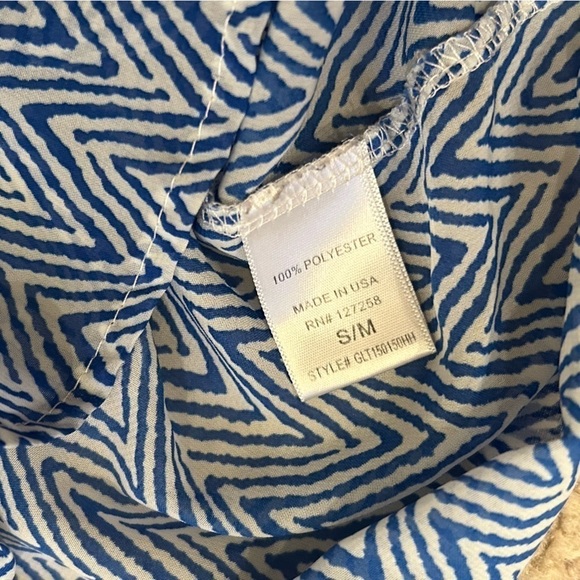 100% POLYESTER
MADE IN USA
RN# 127258
S/M
STYLE# GLT150150HH